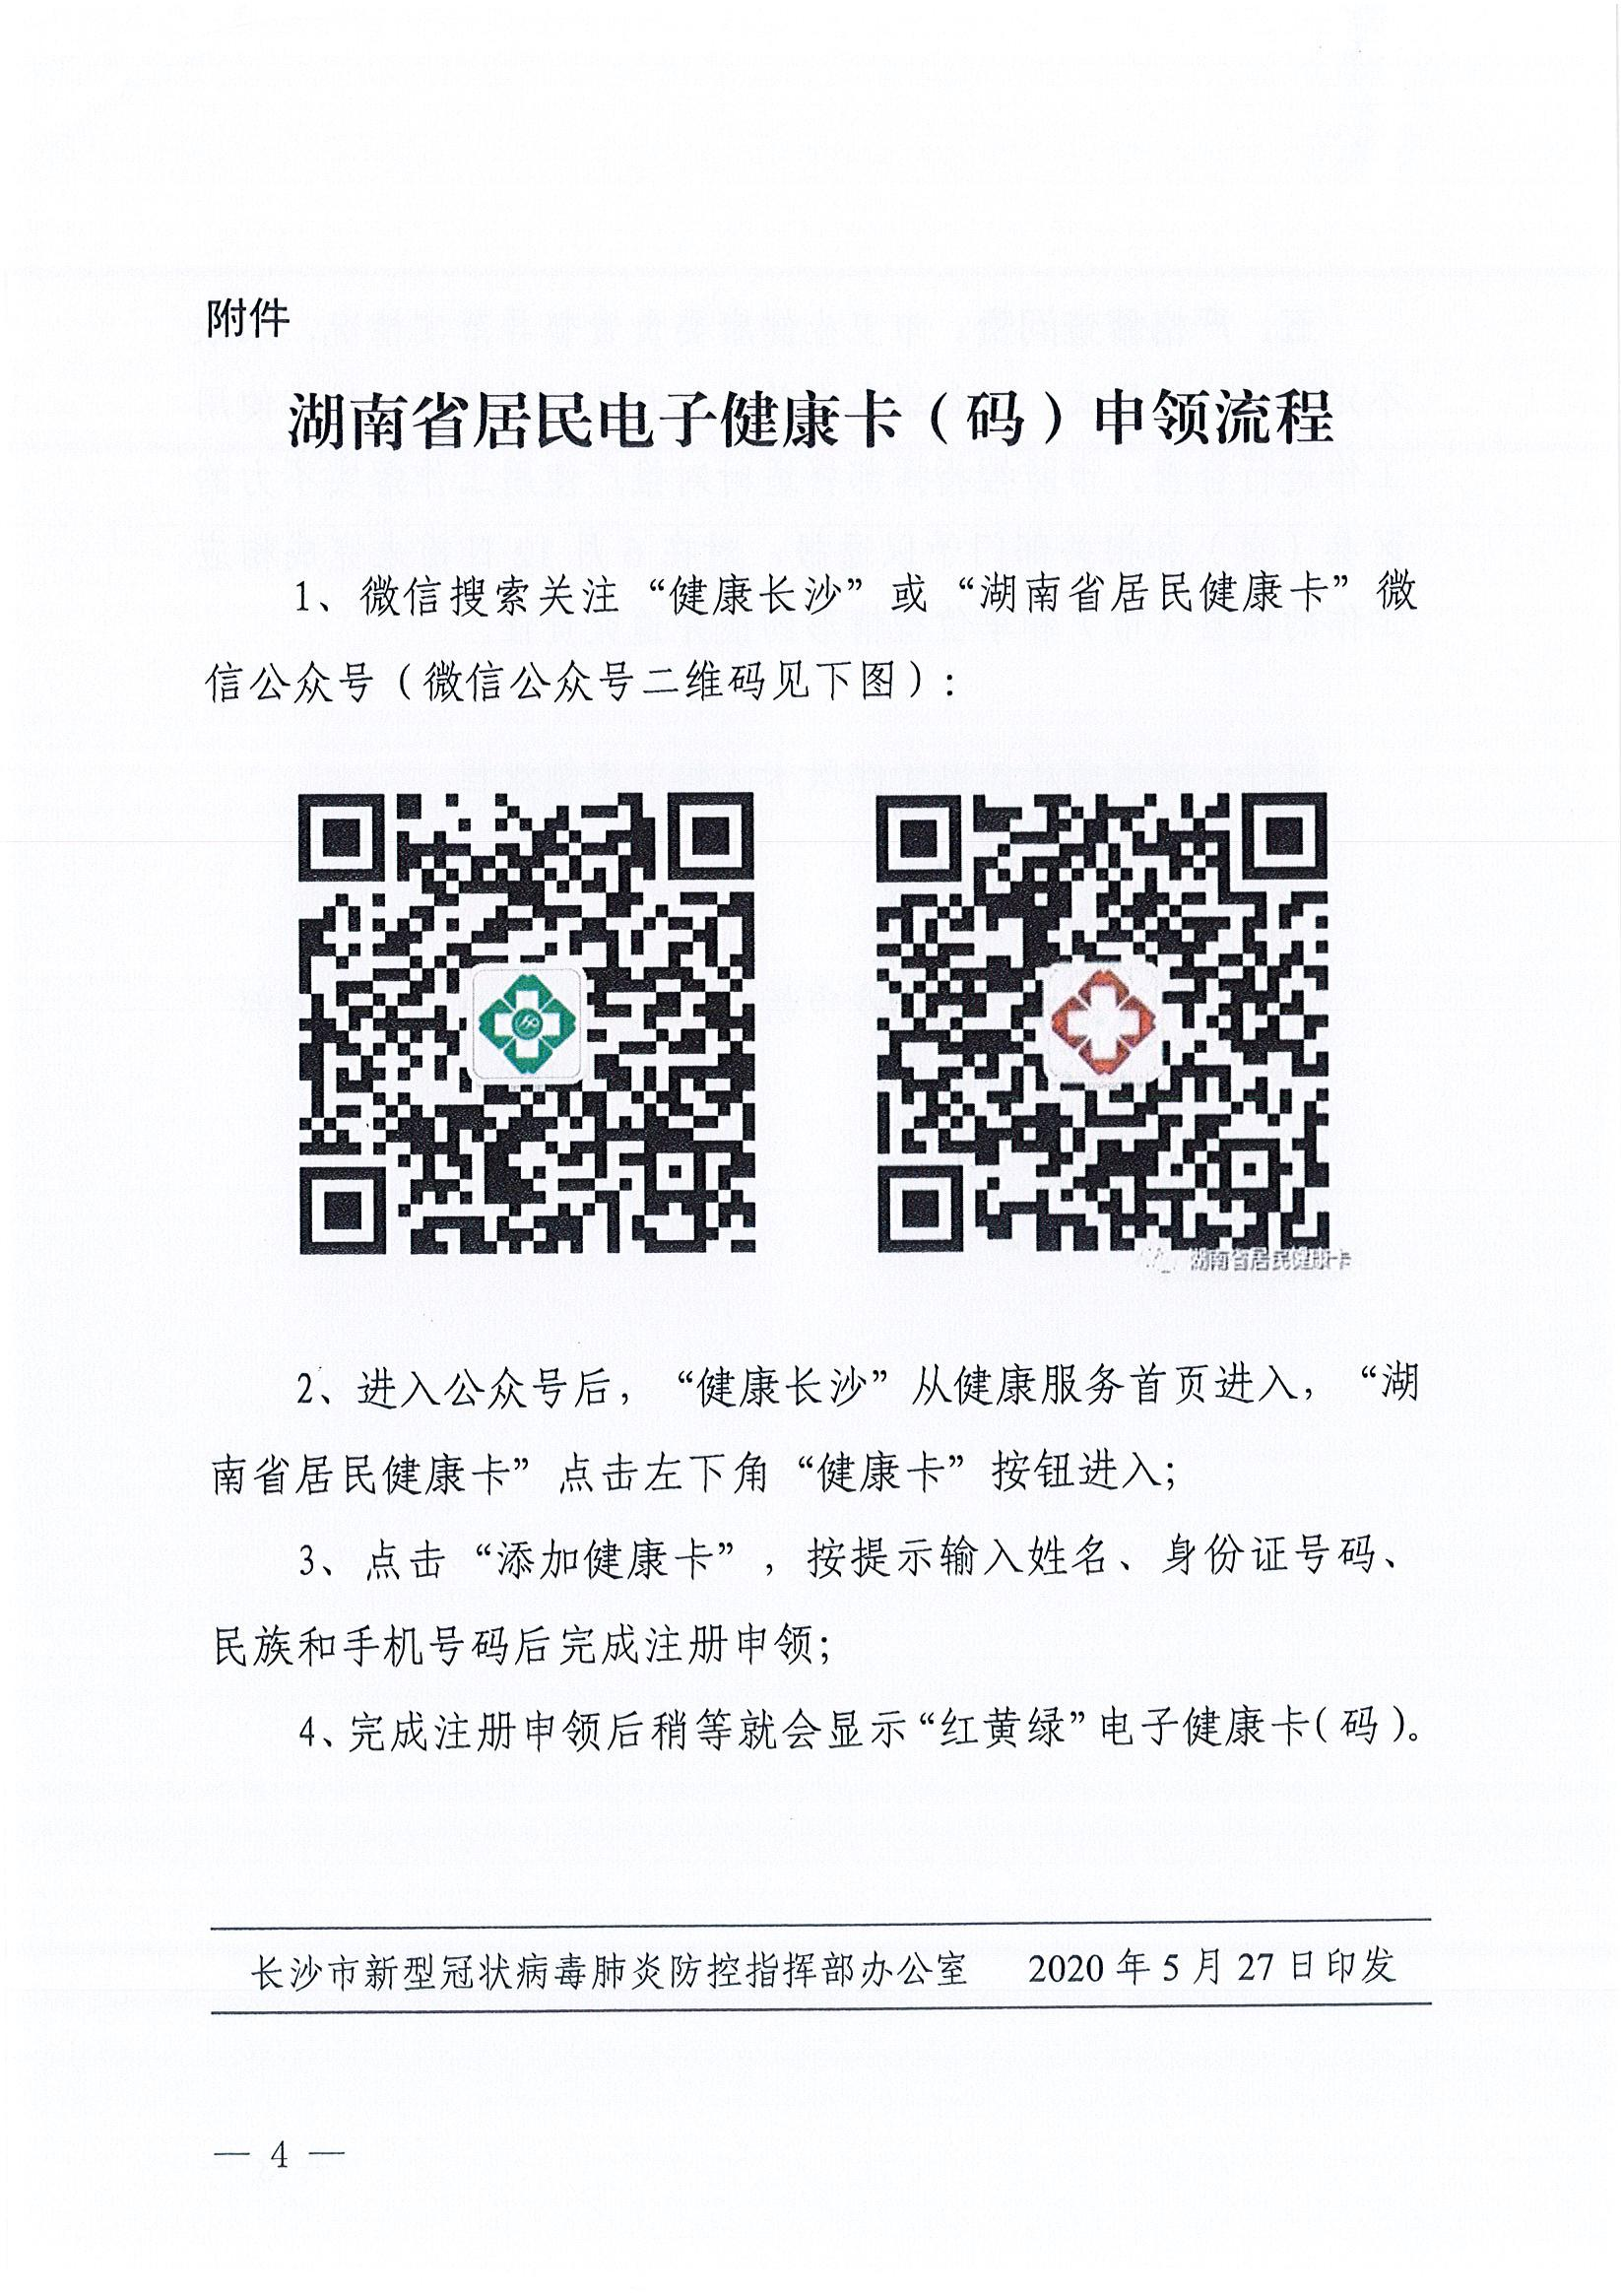 附件
湖南省居民电子健康卡（码）申领流程
1、微信搜索关注“健康长沙”或“湖南省居民健康卡”微
信公众号（微信公众号二维码见下图）：
湖南省居民健康卡
2、进入公众号后，“健康长沙”从健康服务首页进入，“湖
南省居民健康卡”点击左下角“健康卡”按钮进入；
3、点击“添加健康卡”，按提示输入姓名、身份证号码、
民族和手机号码后完成注册申领；
4、完成注册申领后稍等就会显示“红黄绿”电子健康卡（码）。
长沙市新型冠状病毒肺炎防控指挥部办公室 2020年5月27日印发
— 4 —